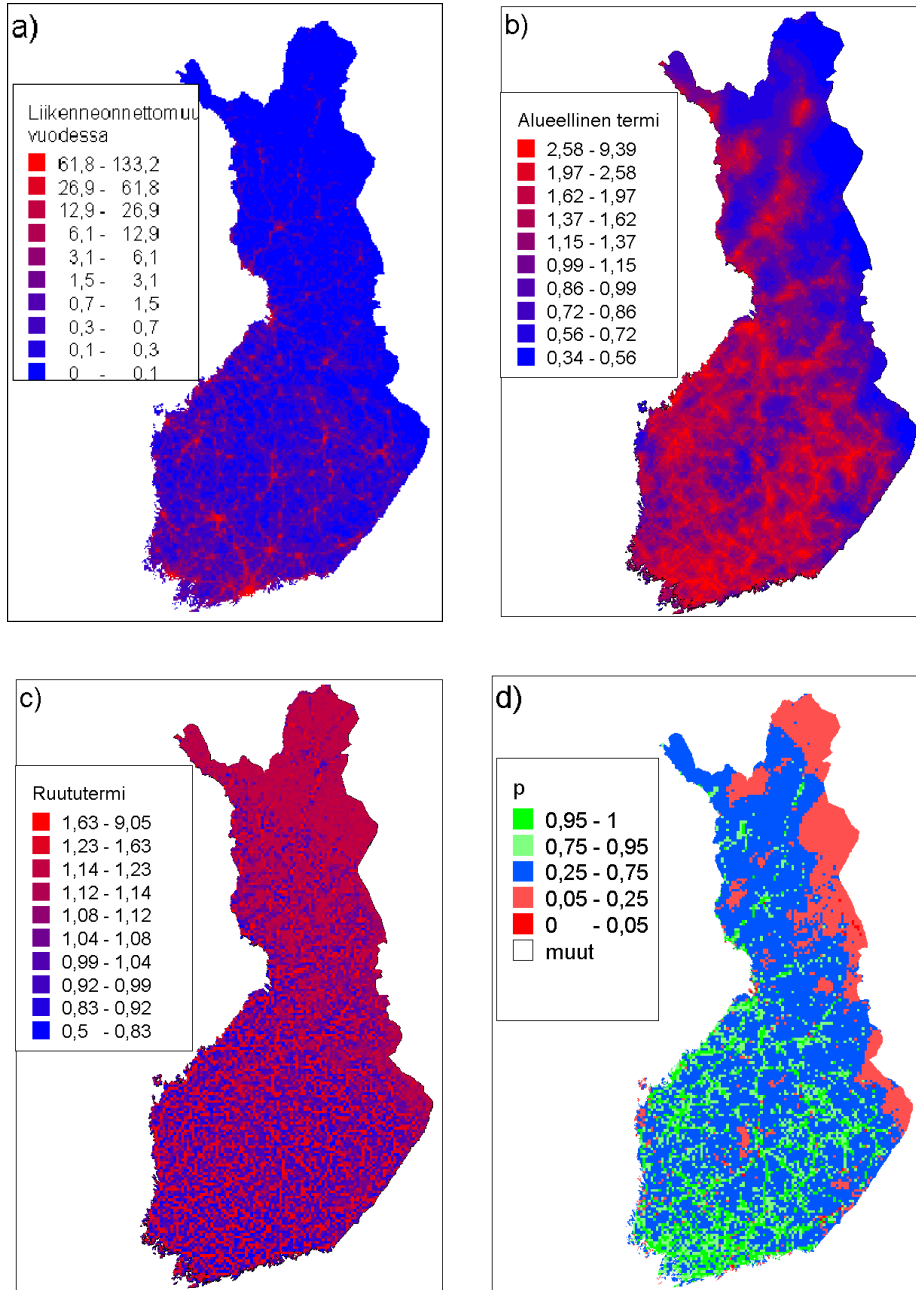 a)
Liikenneonnettomuu
vuodessa
61,8 - 133,2
26,9 - 61,8
12,9 - 26,9
6,1 - 12,9
3,1 - 6,1
1,5 - 3,1
0,7 - 1,5
0,3 - 0,7
0,1 - 0,3
0 - 0,1
b)
Alueellinen termi
2,58 - 9,39
1,97 - 2,58
1,62 - 1,97
1,37 - 1,62
1,15 - 1,37
0,99 - 1,15
0,86 - 0,99
0,72 - 0,86
0,56 - 0,72
0,34 - 0,56
c)
Ruututermi
1,63 - 9,05
1,23 - 1,63
1,14 - 1,23
1,12 - 1,14
1,08 - 1,12
1,04 - 1,08
0,99 - 1,04
0,92 - 0,99
0,83 - 0,92
0,5 - 0,83
d)
p
0,95 - 1
0,75 - 0,95
0,25 - 0,75
0,05 - 0,25
0 - 0,05
muut